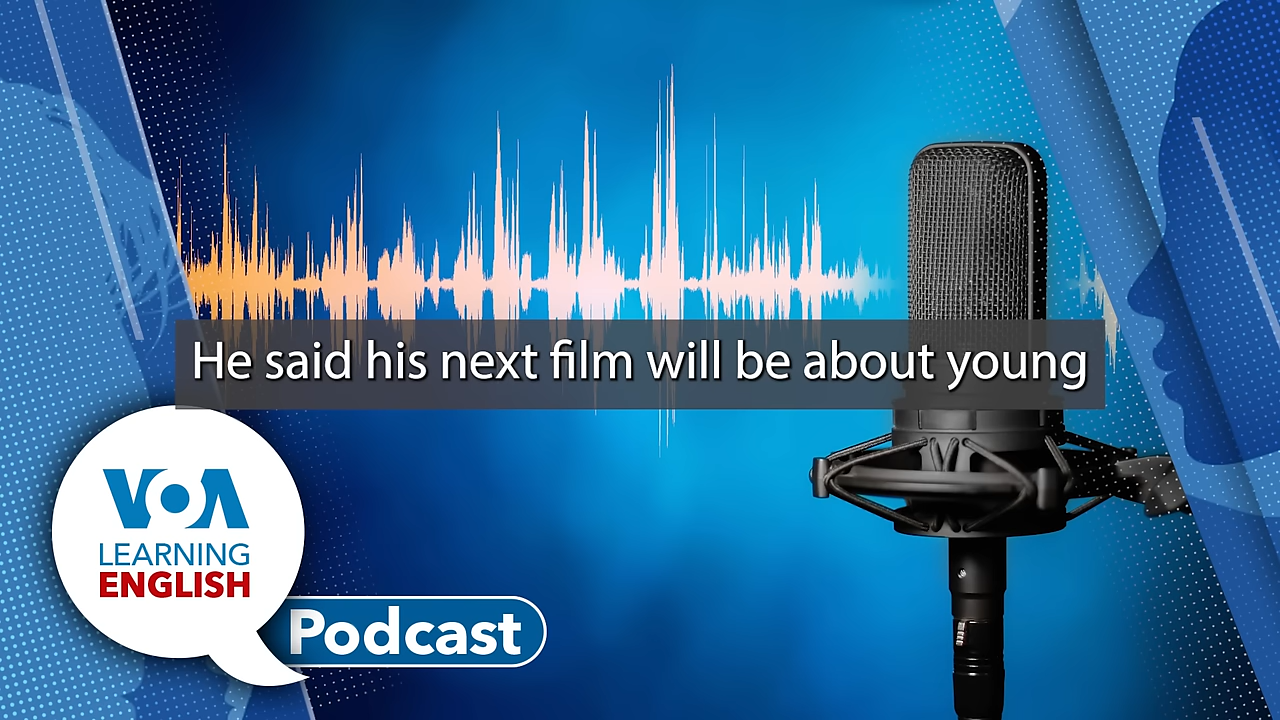 He said his next film will be about young
VOA
LEARNING
ENGLISH
Podcast